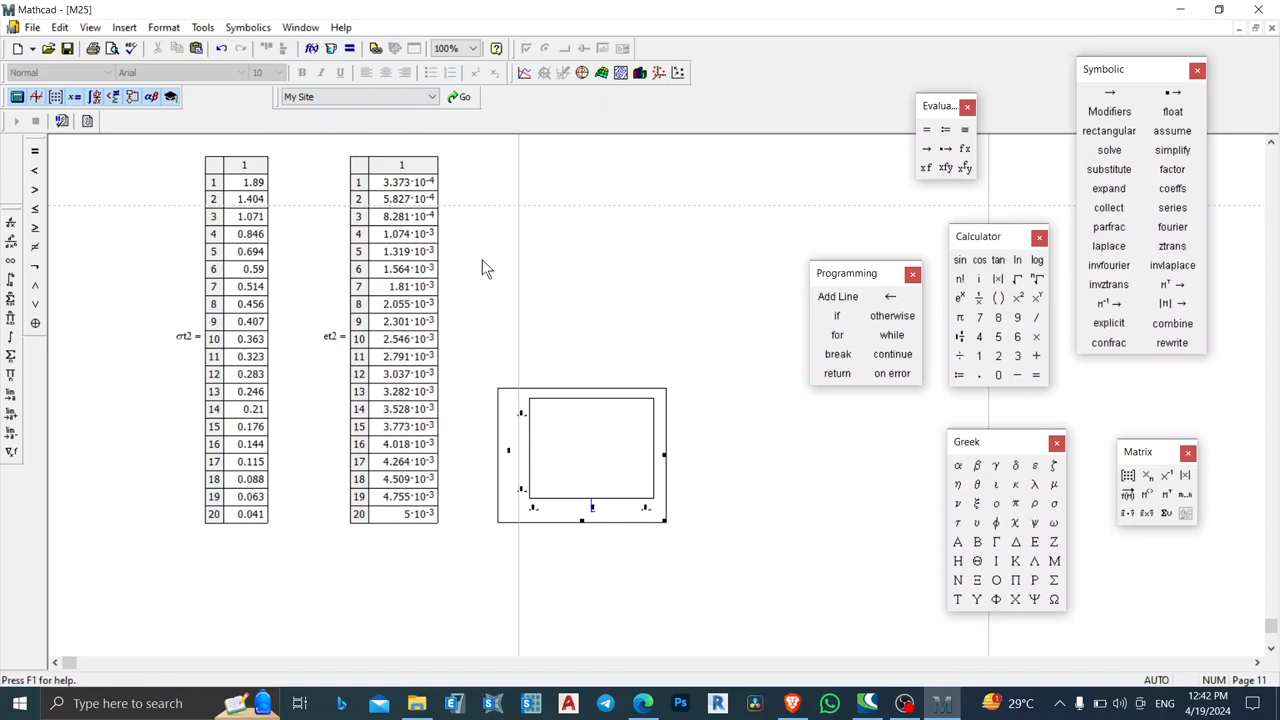 Mathcad - [M25]
File Edit View Insert Format Tools Symbolics Window Help
100%
Normal Arial 10 B I U
My Site Go
1
1 1.89
2 1.404
3 1.071
4 0.846
5 0.694
6 0.59
7 0.514
8 0.456
9 0.407
σt2 = 10 0.363
11 0.323
12 0.283
13 0.246
14 0.21
15 0.176
16 0.144
17 0.115
18 0.088
19 0.063
20 0.041
1
1 3.373·10-4
2 5.827·10-4
3 8.281·10-4
4 1.074·10-3
5 1.319·10-3
6 1.564·10-3
7 1.81·10-3
8 2.055·10-3
9 2.301·10-3
et2 = 10 2.546·10-3
11 2.791·10-3
12 3.037·10-3
13 3.282·10-3
14 3.528·10-3
15 3.773·10-3
16 4.018·10-3
17 4.264·10-3
18 4.509·10-3
19 4.755·10-3
20 5·10-3
Evalua...
= := ≡
→ ▪→ fx
xf xfy xfy
Programming
Add Line ←
if otherwise
for while
break continue
return on error
Calculator
sin cos tan ln log
n! i |×| √ n√
eX 1/x ( ) x2 xY
π 7 8 9 /
4 5 6 ×
÷ 1 2 3 +
:= . 0 − =
Symbolic
→ ▪→
Modifiers float
rectangular assume
solve simplify
substitute factor
expand coeffs
collect series
parfrac fourier
laplace ztrans
invfourier invlaplace
invztrans MT →
M-1 → |M| →
explicit combine
confrac rewrite
Greek
α β γ δ ε ζ
η θ ι κ λ μ
ν ξ ο π ρ σ
τ υ φ χ ψ ω
Α Β Γ Δ Ε Ζ
Η Θ Ι Κ Λ Μ
Ν Ξ Ο Π Ρ Σ
Τ Υ Φ Χ Ψ Ω
Matrix
Press F1 for help.
AUTO NUM Page 11
Type here to search
29°C
ENG
12:42 PM
4/19/2024